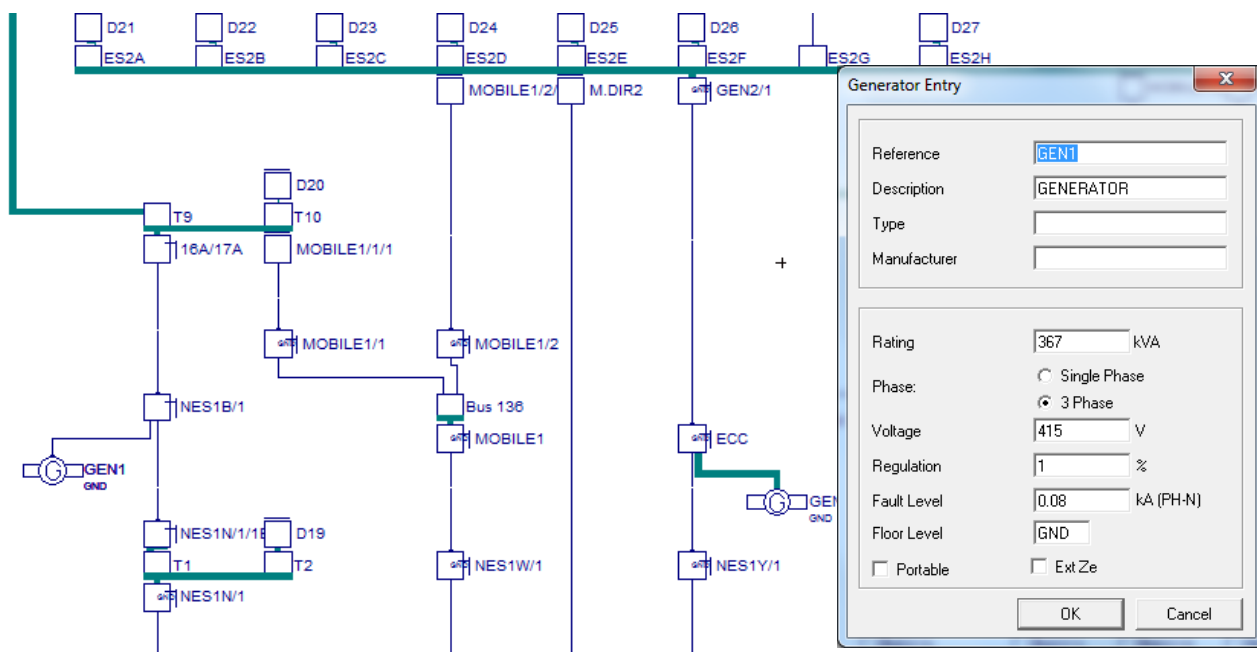 D21
D22
D23
D24
D25
D26
D27
ES2A
ES2B
ES2C
ES2D
ES2E
ES2F
ES2G
ES2H
MOBILE1/2/
M.DIR2
GEN2/1
D20
T9
T10
16A/17A
MOBILE1/1/1
MOBILE1/1
MOBILE1/2
NES1B/1
Bus 136
MOBILE1
ECC
G
GEN1
GND
G
GND
NES1N/1/1
D19
T1
T2
NES1W/1
NES1Y/1
NES1N/1
Generator Entry
Reference GEN1
Description GENERATOR
Type
Manufacturer
Rating 367 kVA
Phase: Single Phase
3 Phase
Voltage 415 V
Regulation 1 %
Fault Level 0.08 kA (PH-N)
Floor Level GND
Portable Ext Ze
OK Cancel